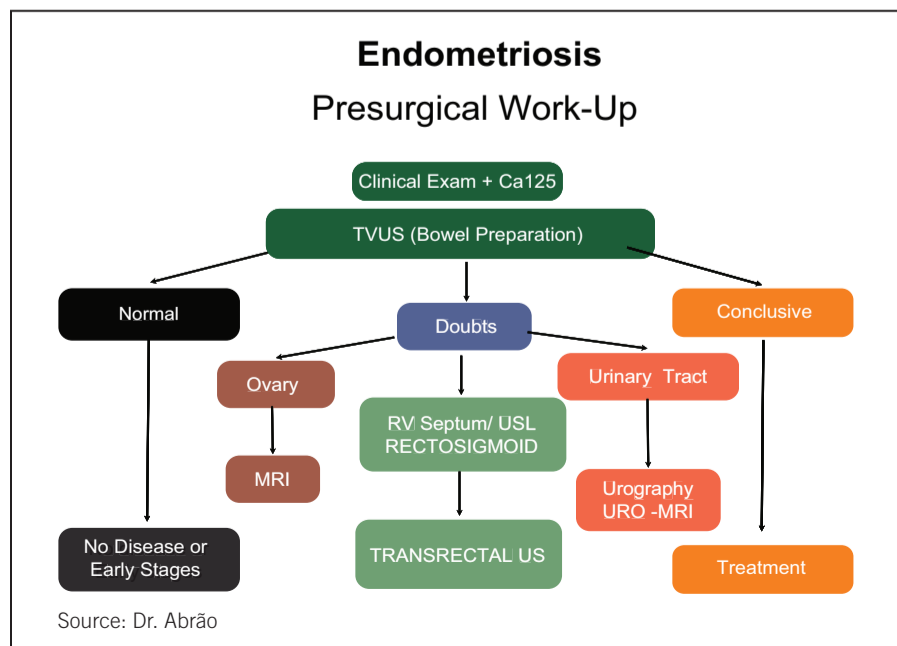 Endometriosis
Presurgical Work-Up
Clinical Exam + Ca125
TVUS (Bowel Preparation)
Normal
Doubts
Conclusive
Ovary
Urinary Tract
RV Septum/ USL
RECTOSIGMOID
MRI
Urography
URO -MRI
No Disease or
Early Stages
TRANSRECTAL US
Treatment
Source: Dr. Abrão